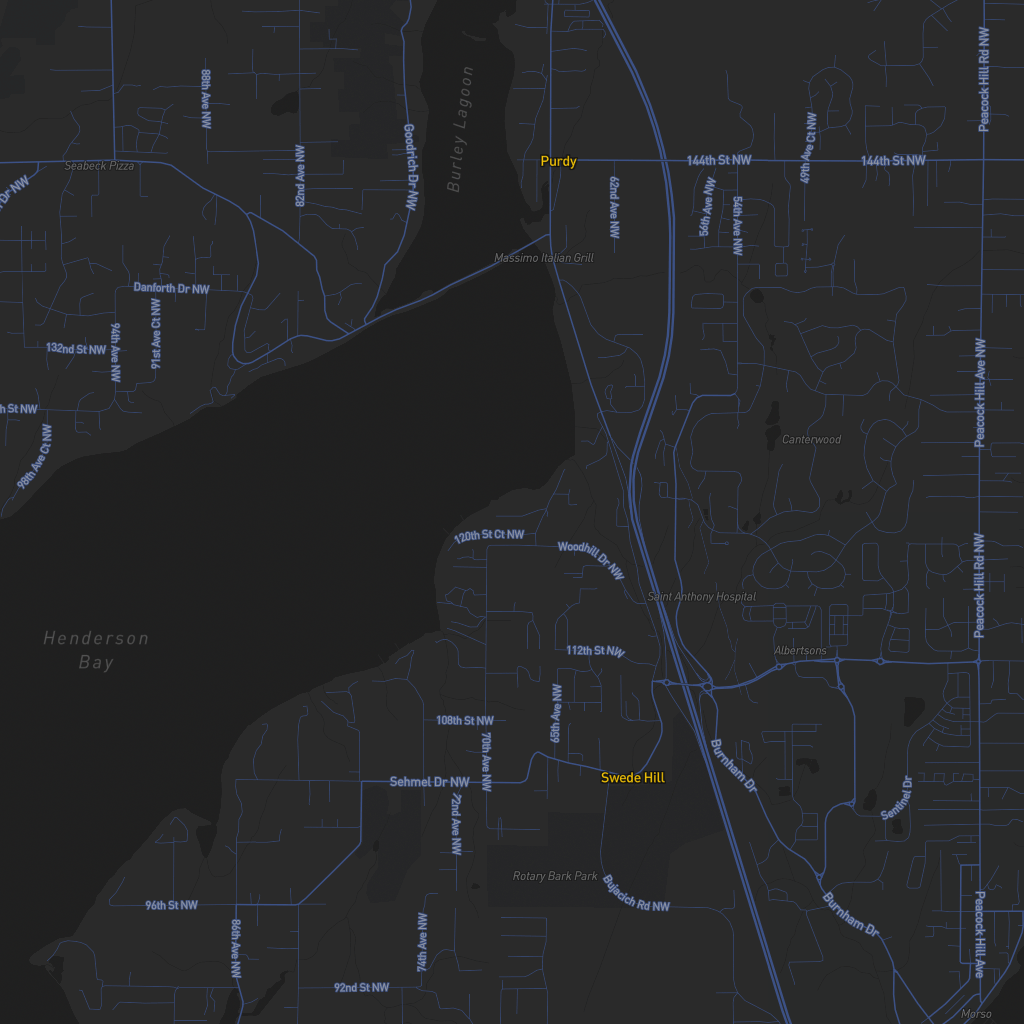 Peacock Hill Rd NW
88th Ave NW
Goodrich Dr NW
Burley Lagoon
Seabeck Pizza
82nd Ave NW
Purdy
144th St NW
49th Ave Ct NW
144th St NW
Dr NW
62nd Ave NW
56th Ave NW
54th Ave NW
Massimo Italian Grill
Danforth Dr NW
91st Ave Ct NW
94th Ave NW
132nd St NW
Peacock Hill Ave NW
h St NW
98th Ave Ct NW
Canterwood
120th St Ct NW
Woodhill Dr NW
Peacock Hill Rd NW
Saint Anthony Hospital
Henderson
Bay
112th St NW
Albertsons
65th Ave NW
108th St NW
70th Ave NW
Burnham Dr
Sehmel Dr NW
Swede Hill
72nd Ave NW
Sentinel Dr
Rotary Bark Park
Bujacich Rd NW
96th St NW
Burnham Dr
Peacock Hill Ave
86th Ave NW
74th Ave NW
92nd St NW
Morso